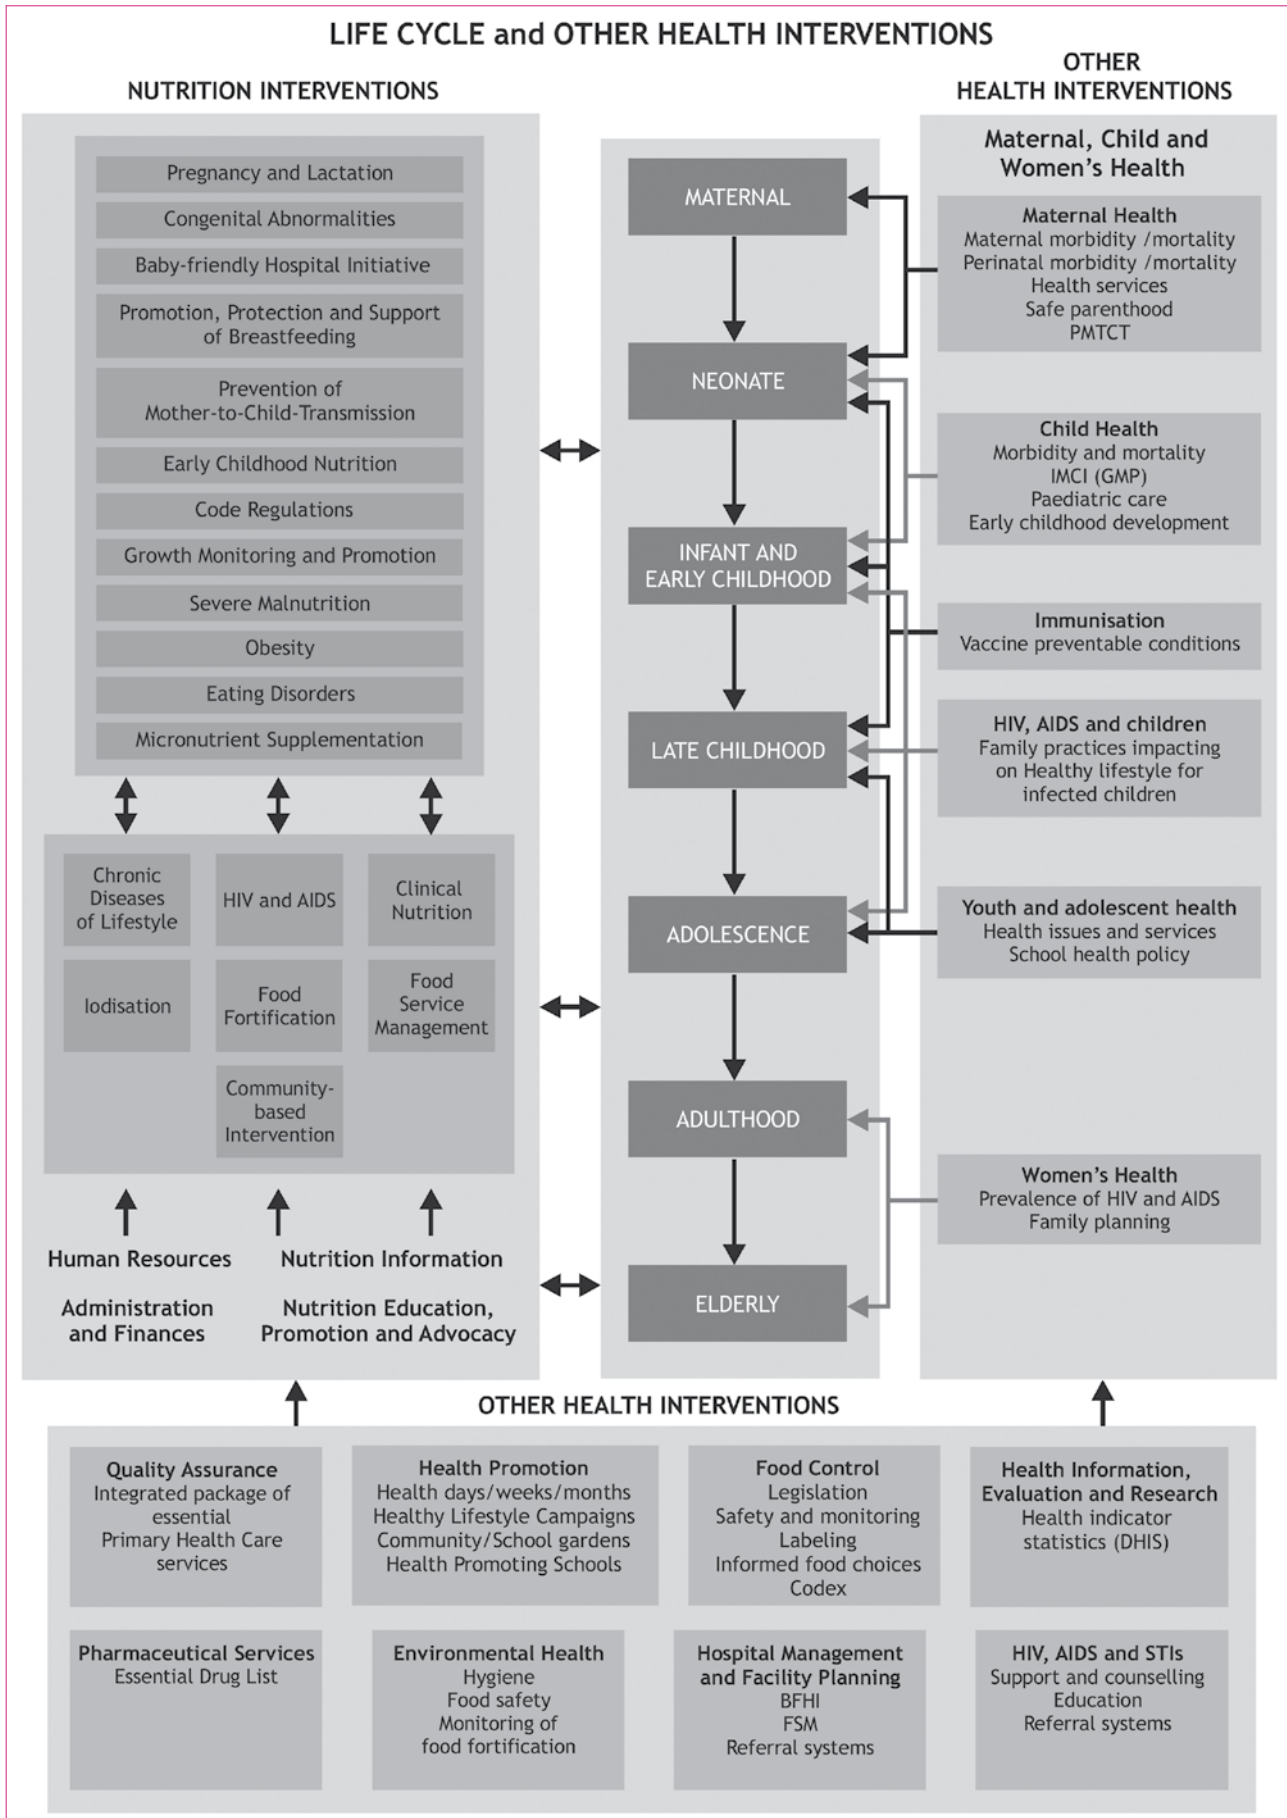 LIFE CYCLE and OTHER HEALTH INTERVENTIONS
NUTRITION INTERVENTIONS
Pregnancy and Lactation
Congenital Abnormalities
Baby-friendly Hospital Initiative
Promotion, Protection and Support
of Breastfeeding
Prevention of
Mother-to-Child-Transmission
Early Childhood Nutrition
Code Regulations
Growth Monitoring and Promotion
Severe Malnutrition
Obesity
Eating Disorders
Micronutrient Supplementation
Chronic
Diseases
of Lifestyle
HIV and AIDS
Clinical
Nutrition
Iodisation
Food
Fortification
Food
Service
Management
Community-
based
Intervention
Human Resources
Nutrition Information
Administration
and Finances
Nutrition Education,
Promotion and Advocacy
MATERNAL
NEONATE
INFANT AND
EARLY CHILDHOOD
LATE CHILDHOOD
ADOLESCENCE
ADULTHOOD
ELDERLY
OTHER
HEALTH INTERVENTIONS
Maternal, Child and
Women's Health
Maternal Health
Maternal morbidity /mortality
Perinatal morbidity /mortality
Health services
Safe parenthood
PMTCT
Child Health
Morbidity and mortality
IMCI (GMP)
Paediatric care
Early childhood development
Immunisation
Vaccine preventable conditions
HIV, AIDS and children
Family practices impacting
on Healthy lifestyle for
infected children
Youth and adolescent health
Health issues and services
School health policy
Women's Health
Prevalence of HIV and AIDS
Family planning
OTHER HEALTH INTERVENTIONS
Quality Assurance
Integrated package of
essential
Primary Health Care
services
Health Promotion
Health days/weeks/months
Healthy Lifestyle Campaigns
Community/School gardens
Health Promoting Schools
Food Control
Legislation
Safety and monitoring
Labeling
Informed food choices
Codex
Health Information,
Evaluation and Research
Health indicator
statistics (DHIS)
Pharmaceutical Services
Essential Drug List
Environmental Health
Hygiene
Food safety
Monitoring of
food fortification
Hospital Management
and Facility Planning
BFHI
FSM
Referral systems
HIV, AIDS and STIs
Support and counselling
Education
Referral systems